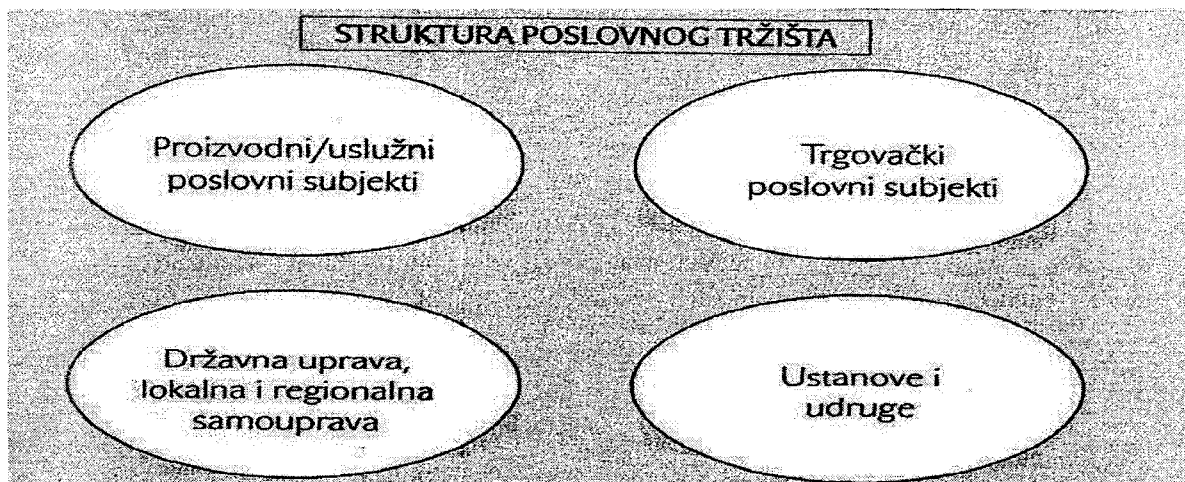 STRUKTURA POSLOVNOG TRŽIŠTA
Proizvodni/uslužni
poslovni subjekti
Trgovački
poslovni subjekti
Državna uprava,
lokalna i regionalna
samouprava
Ustanove i
udruge